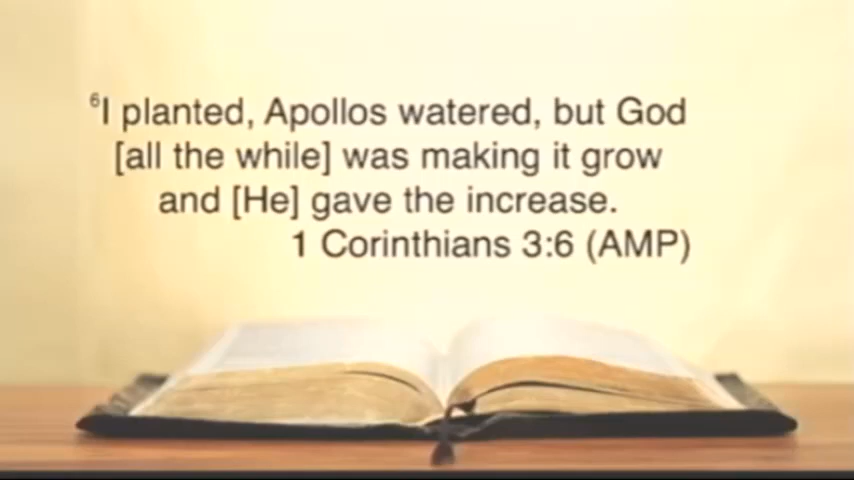 ⁶I planted, Apollos watered, but God
[all the while] was making it grow
and [He] gave the increase.
1 Corinthians 3:6 (AMP)